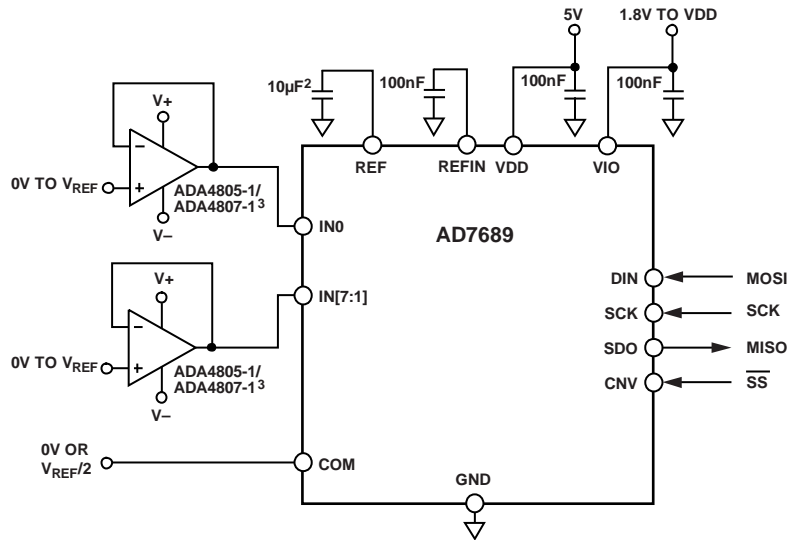 5V
1.8V TO VDD
10µF2
100nF
100nF
100nF
V+
−
+
0V TO VREF
ADA4805-1/
ADA4807-13
V−
REF
REFIN
VDD
VIO
IN0
AD7689
V+
−
+
0V TO VREF
ADA4805-1/
ADA4807-13
V−
IN[7:1]
DIN
MOSI
SCK
SCK
SDO
MISO
CNV
SS
0V OR
VREF/2
COM
GND